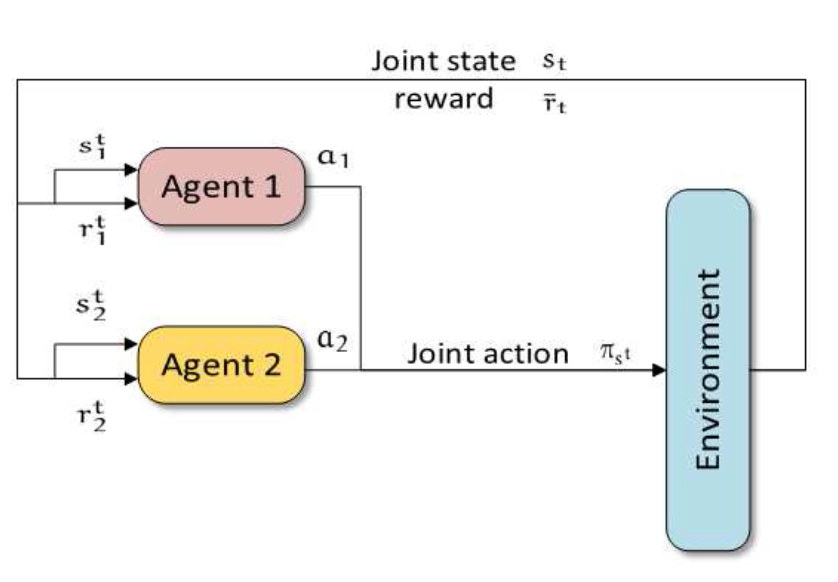 Joint state s_t
reward r̄_t
s_1^t
a_1
Agent 1
r_1^t
s_2^t
a_2
Joint action π_{s^t}
Agent 2
r_2^t
Environment